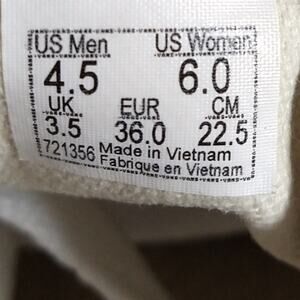 US Men US Women
4.5 6.0
UK EUR CM
3.5 36.0 22.5
721356 Made in Vietnam
Fabrique en Vietnam